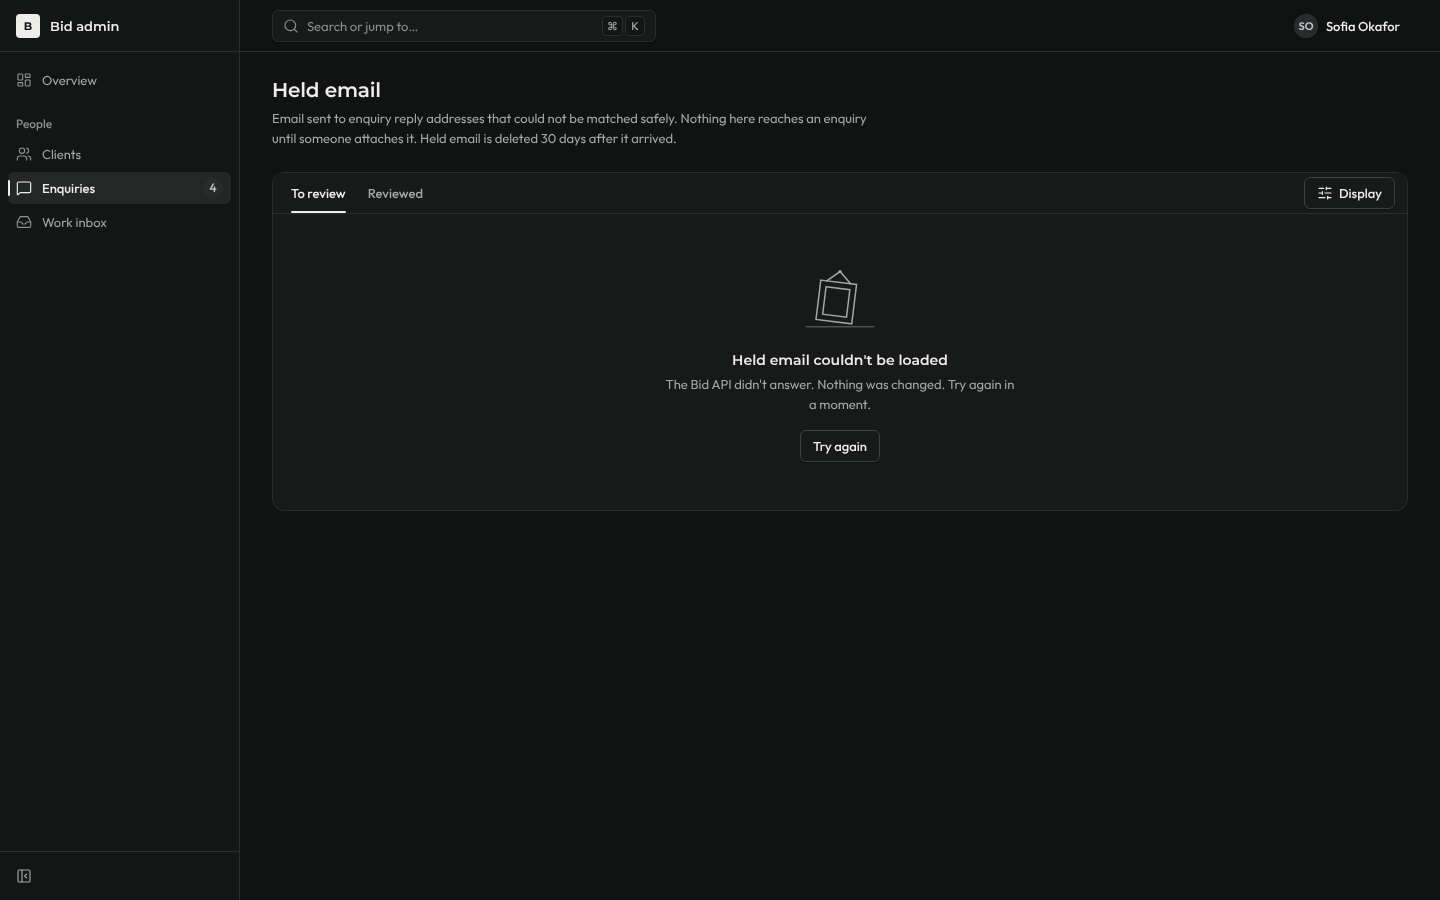 B Bid admin
Search or jump to... ⌘ K
SO Sofia Okafor
Overview
People
Clients
Enquiries 4
Work inbox
Held email
Email sent to enquiry reply addresses that could not be matched safely. Nothing here reaches an enquiry
until someone attaches it. Held email is deleted 30 days after it arrived.
To review Reviewed Display
Held email couldn't be loaded
The Bid API didn't answer. Nothing was changed. Try again in
a moment.
Try again